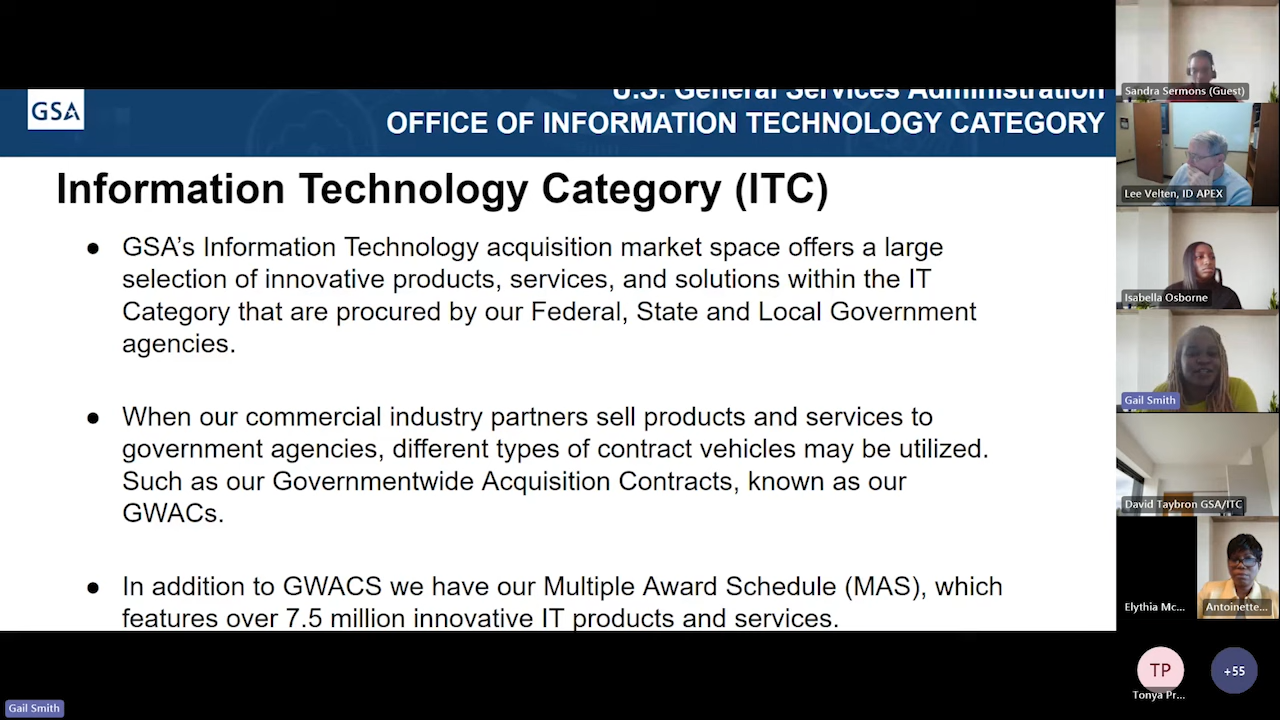 U.S. General Services Administration
GSA
OFFICE OF INFORMATION TECHNOLOGY CATEGORY
Information Technology Category (ITC)
● GSA's Information Technology acquisition market space offers a large
selection of innovative products, services, and solutions within the IT
Category that are procured by our Federal, State and Local Government
agencies.
● When our commercial industry partners sell products and services to
government agencies, different types of contract vehicles may be utilized.
Such as our Governmentwide Acquisition Contracts, known as our
GWACs.
● In addition to GWACS we have our Multiple Award Schedule (MAS), which
features over 7.5 million innovative IT products and services.
Sandra Sermons (Guest)
Lee Velten, ID APEX
Isabella Osborne
Gail Smith
David Taybron GSA/ITC
Elythia Mc...
Antoinette...
TP
Tonya Pr...
+55
Gail Smith